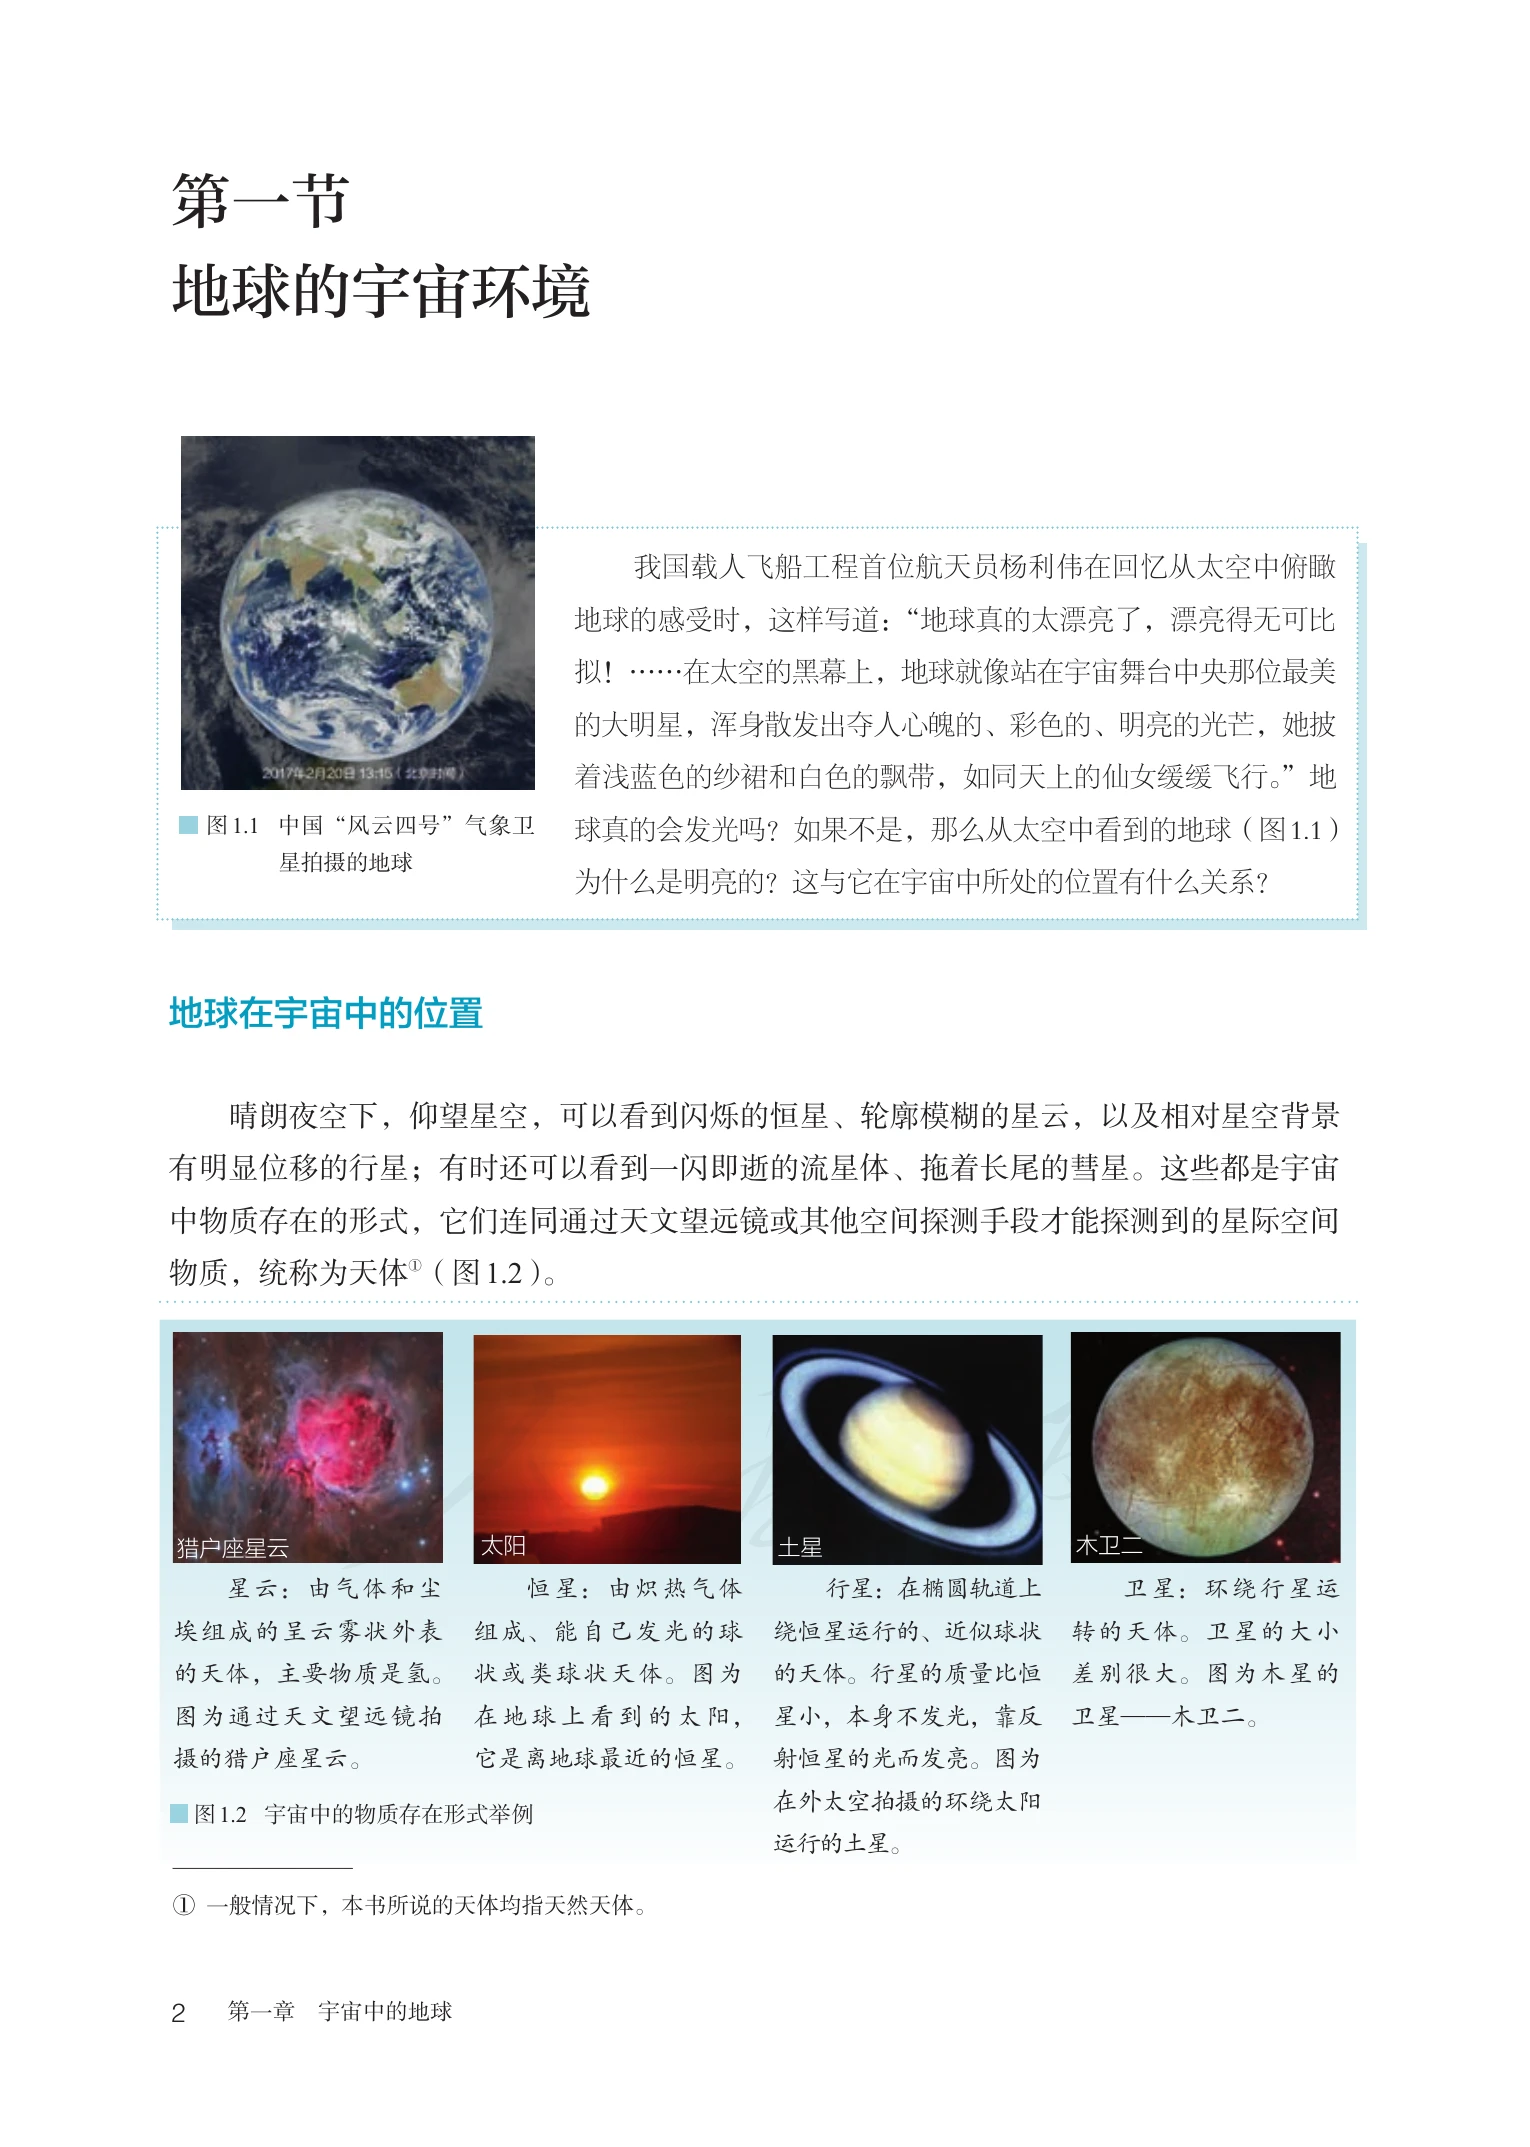 第一节
地球的宇宙环境
2017年2月20日 13:15（北京时间）
图1.1 中国“风云四号”气象卫
星拍摄的地球
我国载人飞船工程首位航天员杨利伟在回忆从太空中俯瞰
地球的感受时，这样写道：“地球真的太漂亮了，漂亮得无可比
拟！……在太空的黑幕上，地球就像站在宇宙舞台中央那位最美
的大明星，浑身散发出夺人心魄的、彩色的、明亮的光芒，她披
着浅蓝色的纱裙和白色的飘带，如同天上的仙女缓缓飞行。”地
球真的会发光吗？如果不是，那么从太空中看到的地球（图1.1）
为什么是明亮的？这与它在宇宙中所处的位置有什么关系？
地球在宇宙中的位置
晴朗夜空下，仰望星空，可以看到闪烁的恒星、轮廓模糊的星云，以及相对星空背景
有明显位移的行星；有时还可以看到一闪即逝的流星体、拖着长尾的彗星。这些都是宇宙
中物质存在的形式，它们连同通过天文望远镜或其他空间探测手段才能探测到的星际空间
物质，统称为天体①（图1.2）。
猎户座星云
星云：由气体和尘
埃组成的呈云雾状外表
的天体，主要物质是氢。
图为通过天文望远镜拍
摄的猎户座星云。
太阳
恒星：由炽热气体
组成、能自己发光的球
状或类球状天体。图为
在地球上看到的太阳，
它是离地球最近的恒星。
土星
行星：在椭圆轨道上
绕恒星运行的、近似球状
的天体。行星的质量比恒
星小，本身不发光，靠反
射恒星的光而发亮。图为
在外太空拍摄的环绕太阳
运行的土星。
木卫二
卫星：环绕行星运
转的天体。卫星的大小
差别很大。图为木星的
卫星——木卫二。
图1.2 宇宙中的物质存在形式举例
① 一般情况下，本书所说的天体均指天然天体。
2 第一章 宇宙中的地球